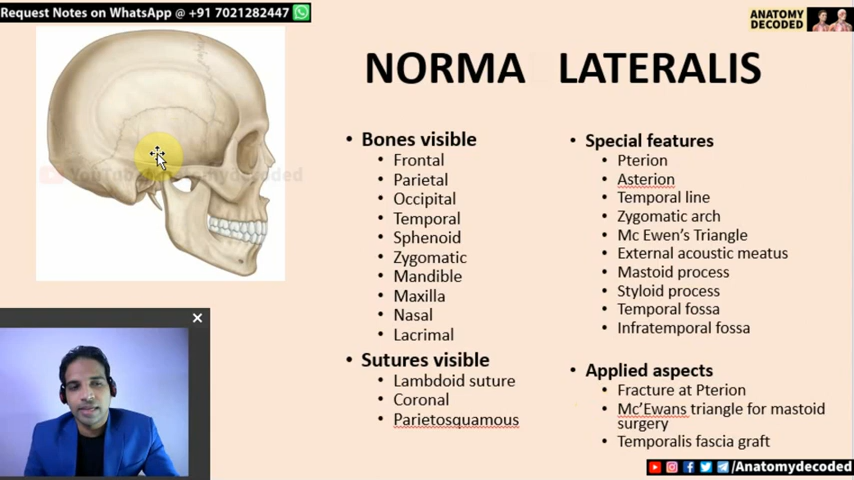 Request Notes on WhatsApp @ +91 7021282447
ANATOMY
DECODED
NORMA LATERALIS
YouTube/Anatomydecoded
• Bones visible
• Frontal
• Parietal
• Occipital
• Temporal
• Sphenoid
• Zygomatic
• Mandible
• Maxilla
• Nasal
• Lacrimal
• Sutures visible
• Lambdoid suture
• Coronal
• Parietosquamous
• Special features
• Pterion
• Asterion
• Temporal line
• Zygomatic arch
• Mc Ewen's Triangle
• External acoustic meatus
• Mastoid process
• Styloid process
• Temporal fossa
• Infratemporal fossa
• Applied aspects
• Fracture at Pterion
• Mc'Ewans triangle for mastoid
surgery
• Temporalis fascia graft
/Anatomydecoded